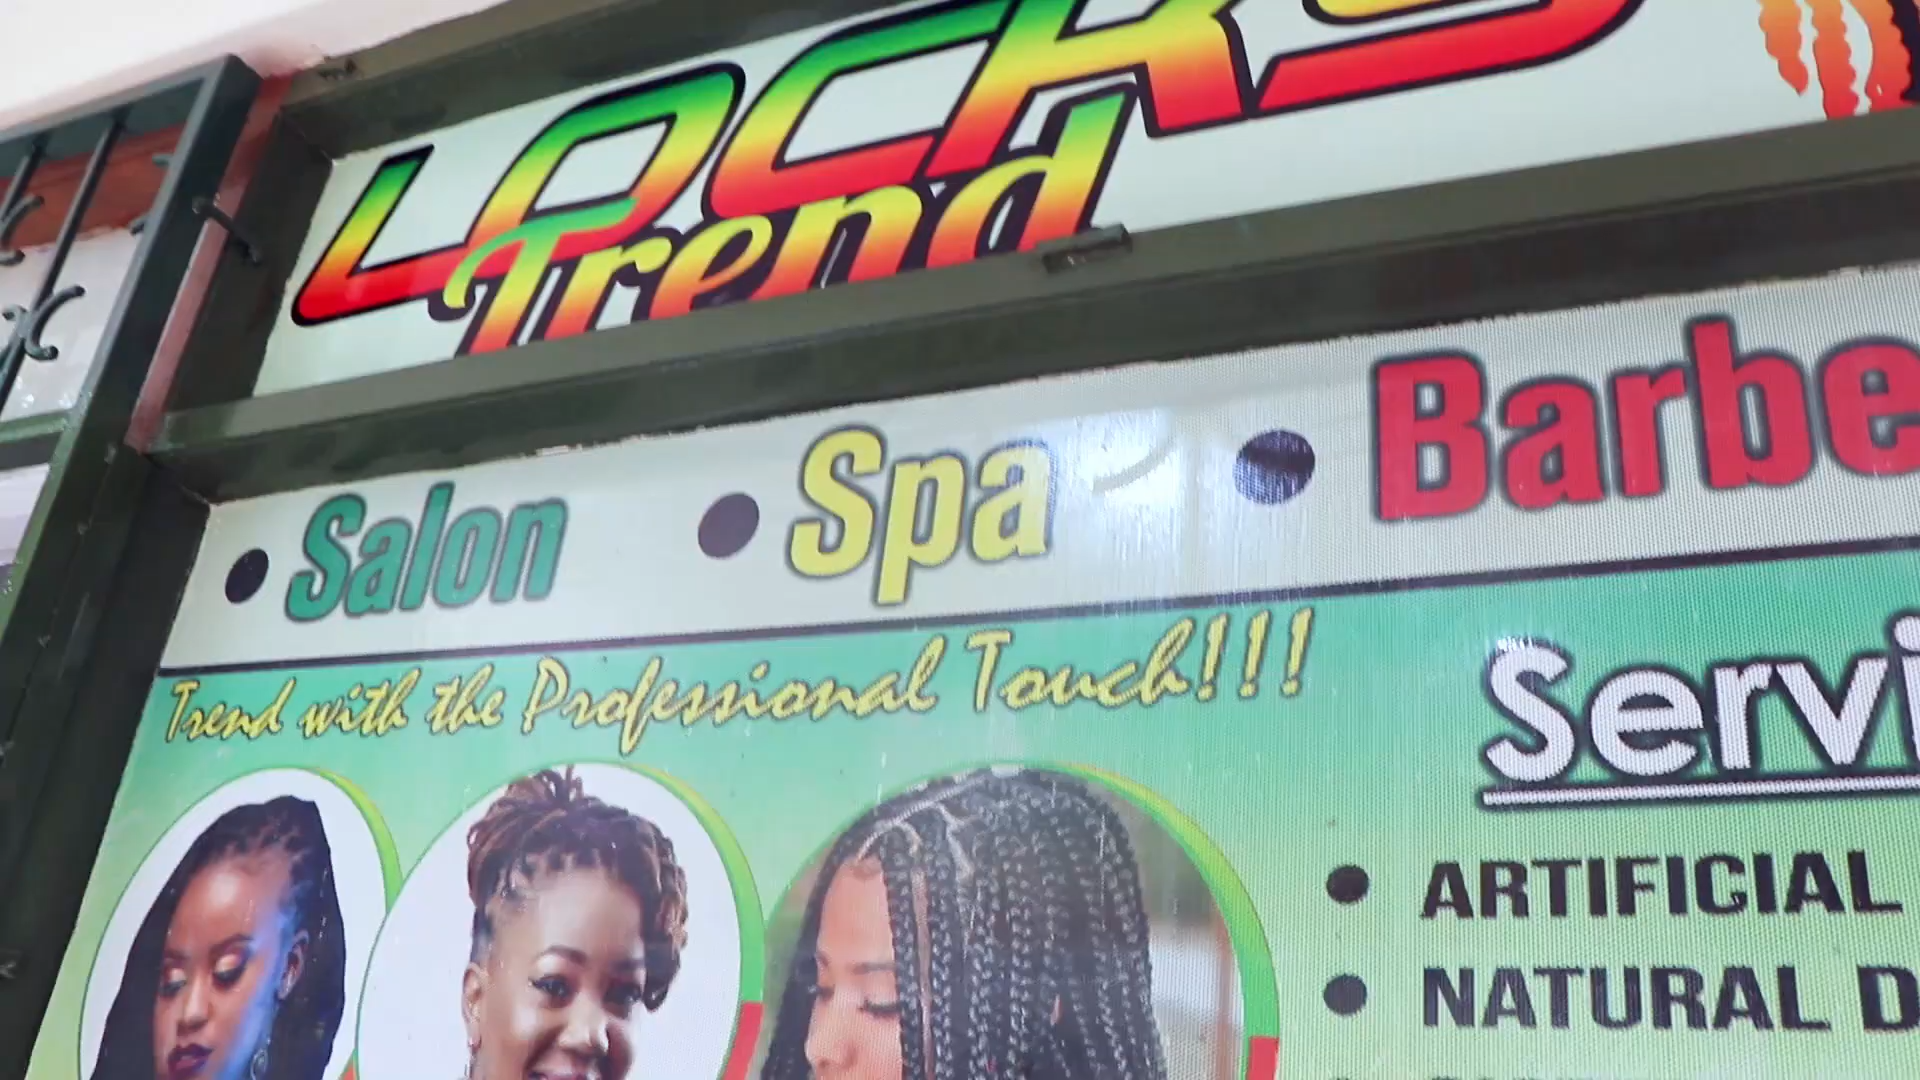 LOCKS
Trend
• Salon • Spa • Barbe
Trend with the Professional Touch!!!
Servi
• ARTIFICIAL
• NATURAL D